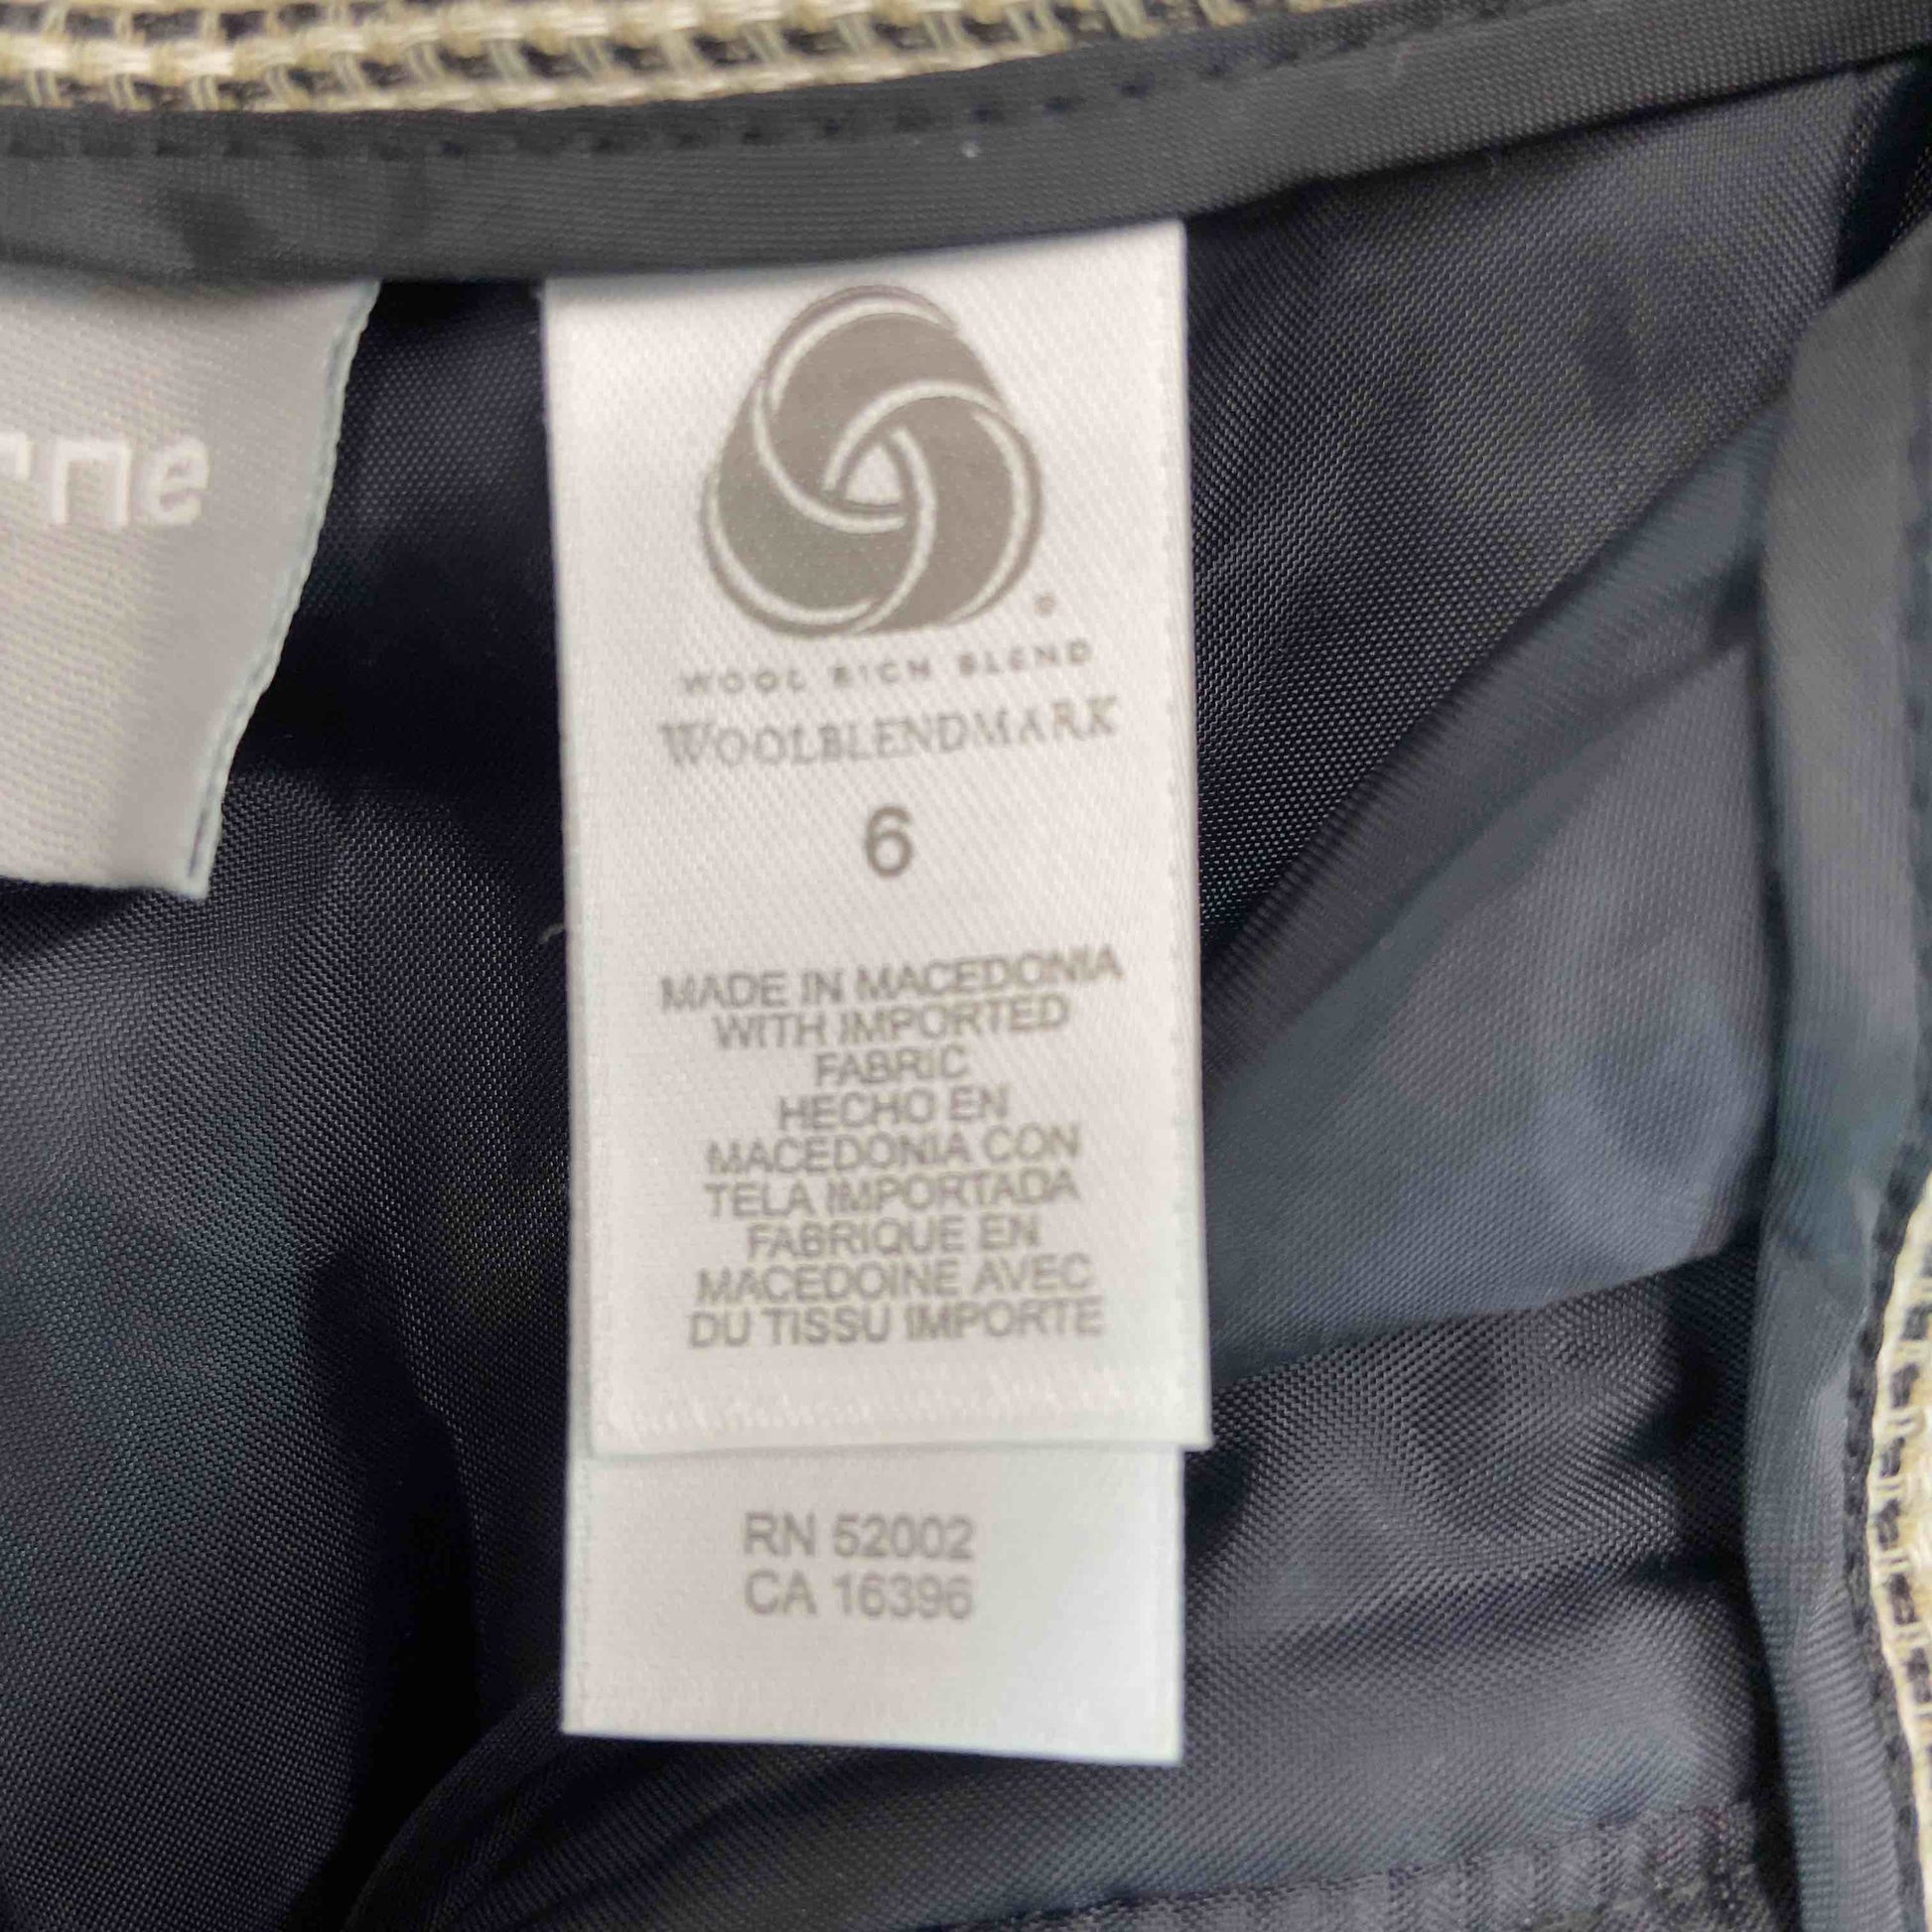 WOOL RICH BLEND
WOOLBLENDMARK
6
MADE IN MACEDONIA
WITH IMPORTED
FABRIC
HECHO EN
MACEDONIA CON
TELA IMPORTADA
FABRIQUE EN
MACEDOINE AVEC
DU TISSU IMPORTE
RN 52002
CA 16396